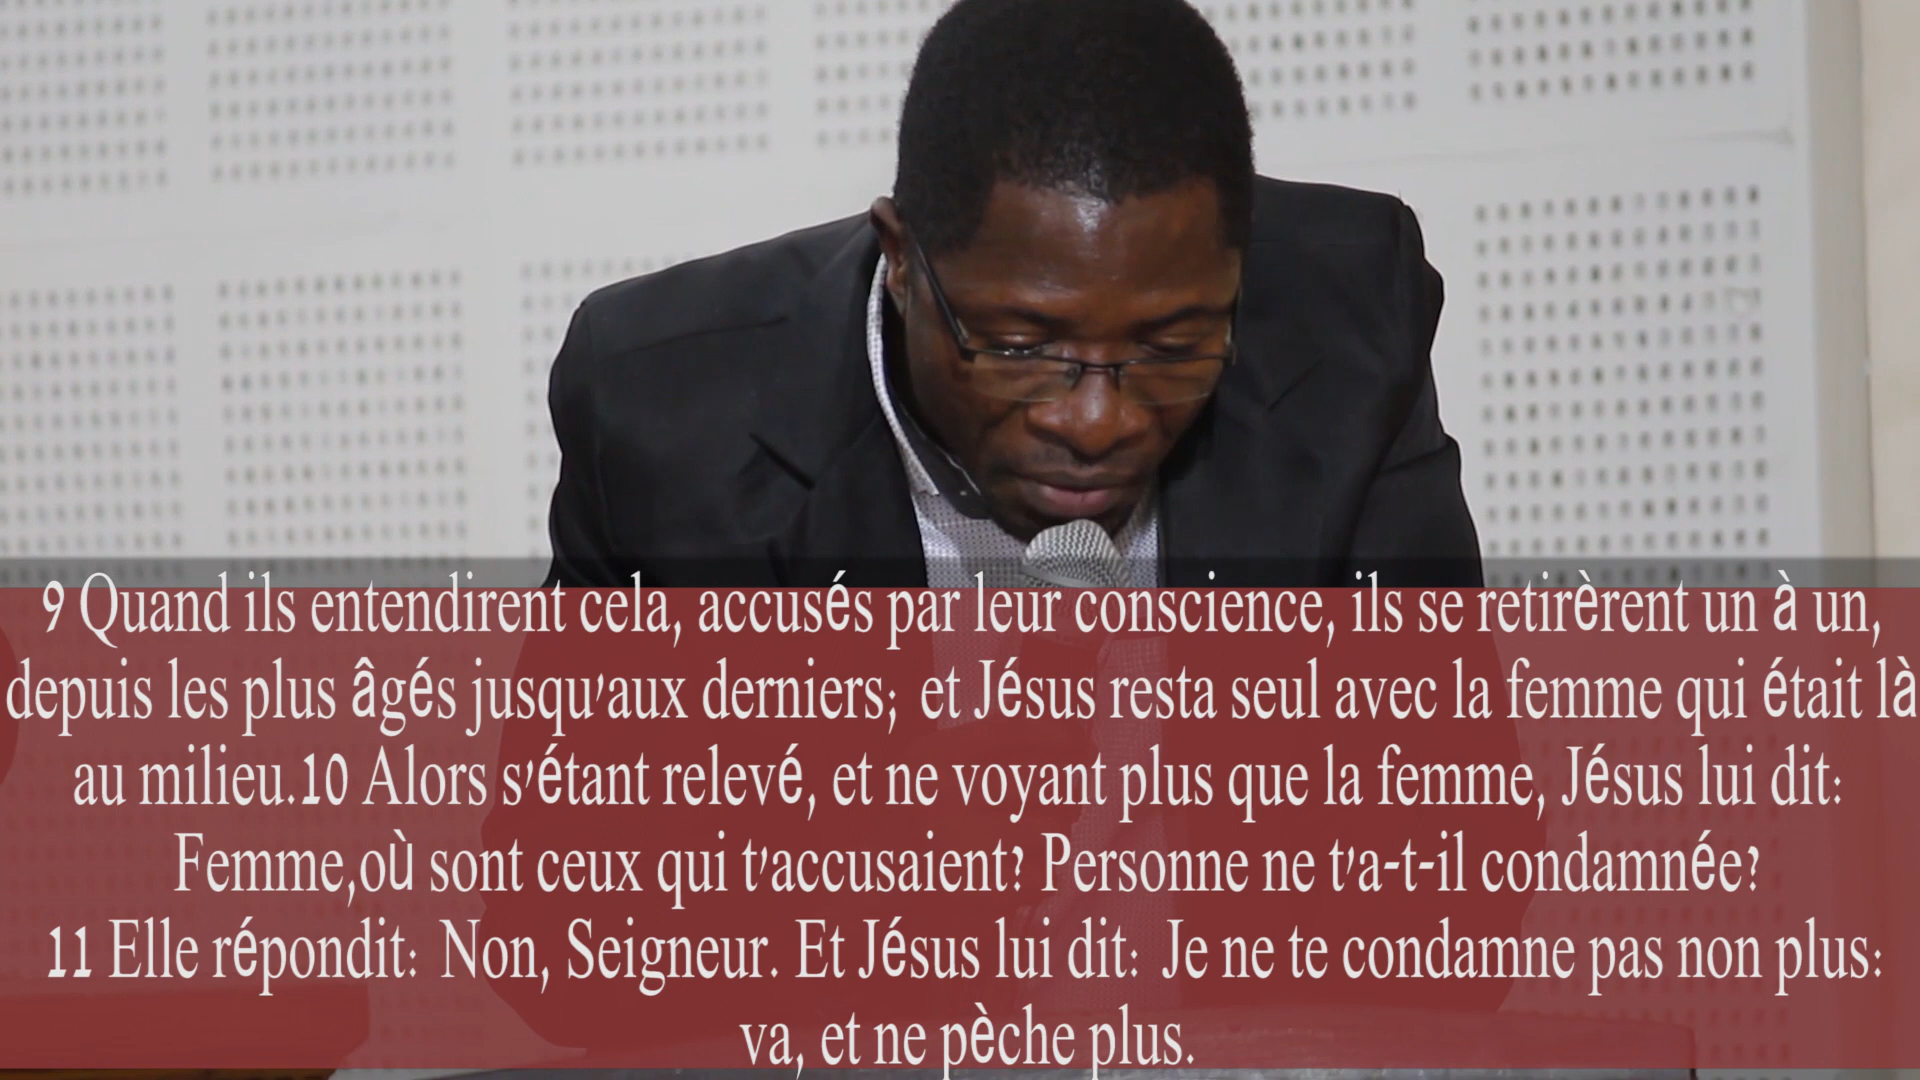 9 Quand ils entendirent cela, accusés par leur conscience, ils se retirèrent un à un,
depuis les plus âgés jusqu'aux derniers; et Jésus resta seul avec la femme qui était là
au milieu.10 Alors s'étant relevé, et ne voyant plus que la femme, Jésus lui dit:
Femme,où sont ceux qui t'accusaient? Personne ne t'a-t-il condamnée?
11 Elle répondit: Non, Seigneur. Et Jésus lui dit: Je ne te condamne pas non plus:
va, et ne pèche plus.